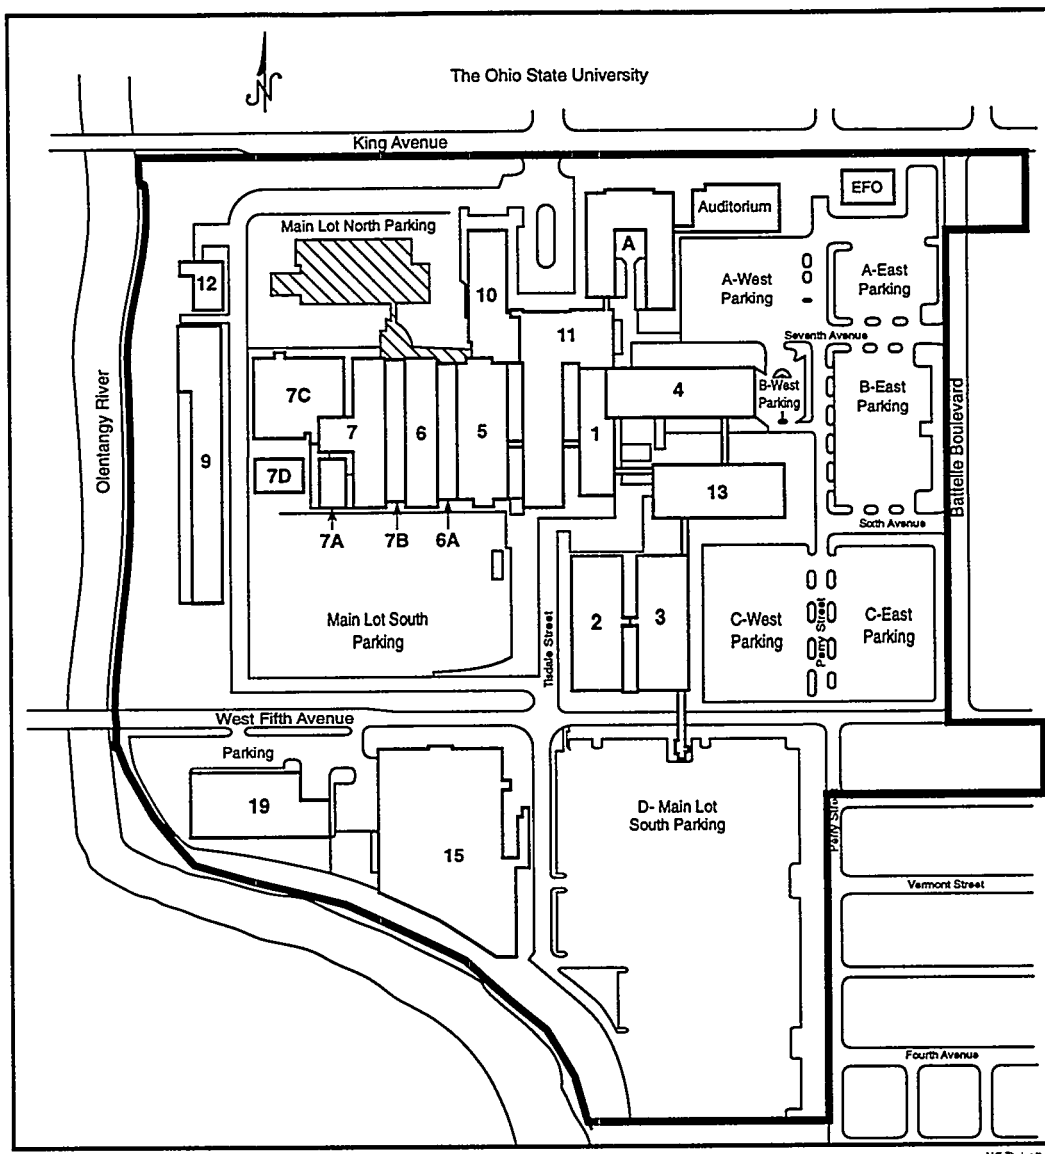 The Ohio State University
N
King Avenue
EFO
Auditorium
Main Lot North Parking
A
12
10
A-West
Parking
A-East
Parking
11
Seventh Avenue
7C
4
B-West
Parking
B-East
Parking
Olentangy River
7
6
5
1
Battelle Boulevard
9
7D
13
7A
7B
6A
Sixth Avenue
Main Lot South
Parking
Tisdale Street
2
3
C-West
Parking
Perry Street
C-East
Parking
West Fifth Avenue
Parking
19
15
D- Main Lot
South Parking
Perry Street
Vermont Street
Fourth Avenue